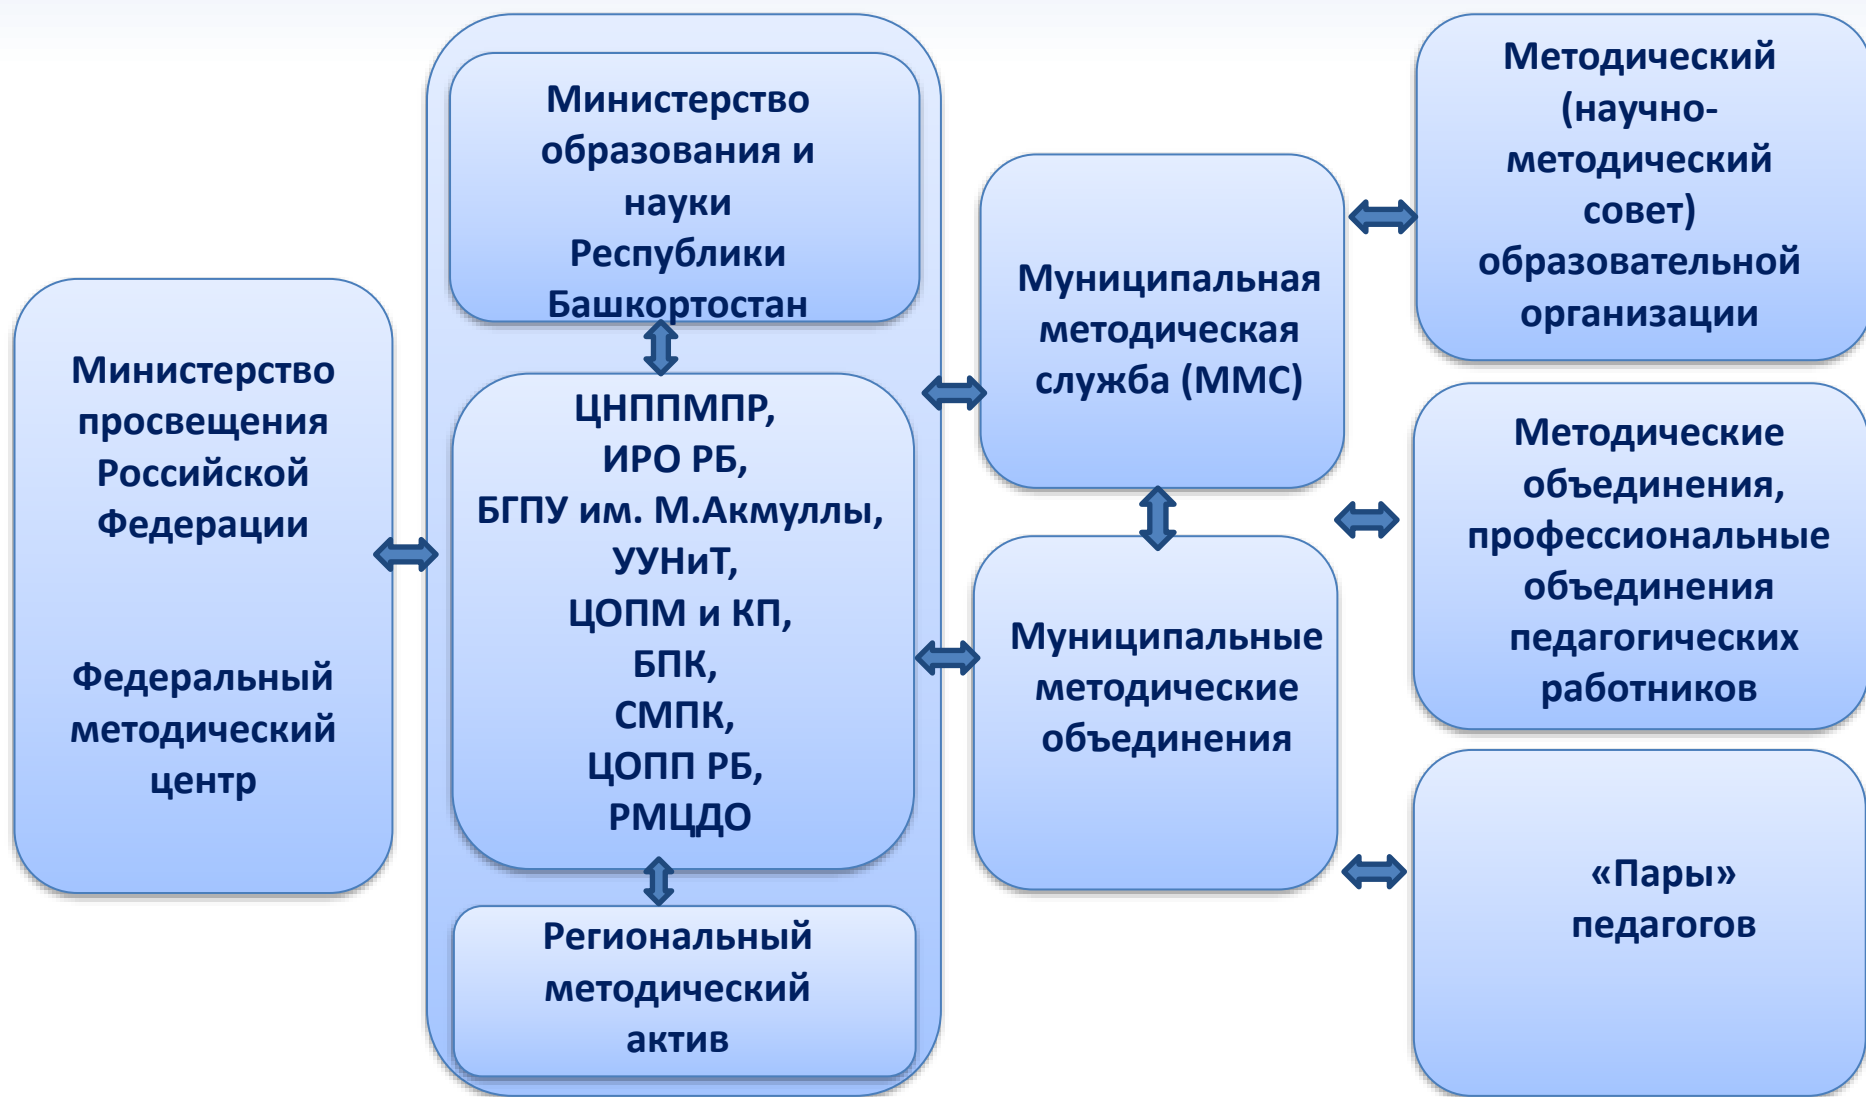 Министерство
просвещения
Российской
Федерации
Федеральный
методический
центр
Министерство
образования и
науки
Республики
Башкортостан
ЦНППМПР,
ИРО РБ,
БГПУ им. М.Акмуллы,
УУНиТ,
ЦОПМ и КП,
БПК,
СМПК,
ЦОПП РБ,
РМЦДО
Региональный
методический
актив
Муниципальная
методическая
служба (ММС)
Муниципальные
методические
объединения
Методический
(научно-
методический
совет)
образовательной
организации
Методические
объединения,
профессиональные
объединения
педагогических
работников
«Пары»
педагогов